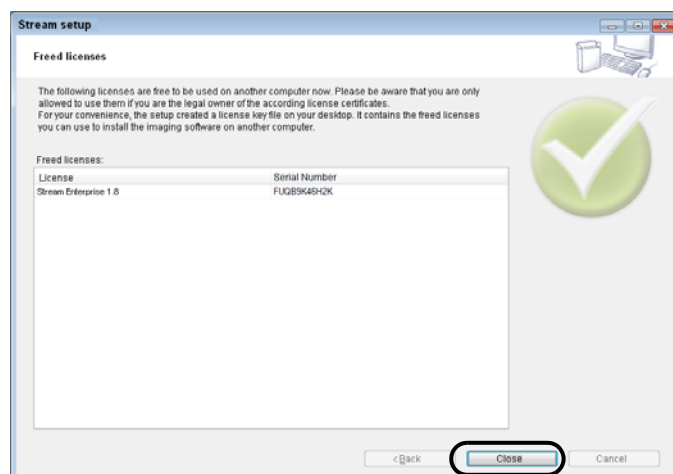 Stream setup
Freed licenses
The following licenses are free to be used on another computer now. Please be aware that you are only
allowed to use them if you are the legal owner of the according license certificates.
For your convenience, the setup created a license key file on your desktop. It contains the freed licenses
you can use to install the imaging software on another computer.
Freed licenses:
License Serial Number
Stream Enterprise 1.8 FUQB9K46H2K
<Back Close Cancel